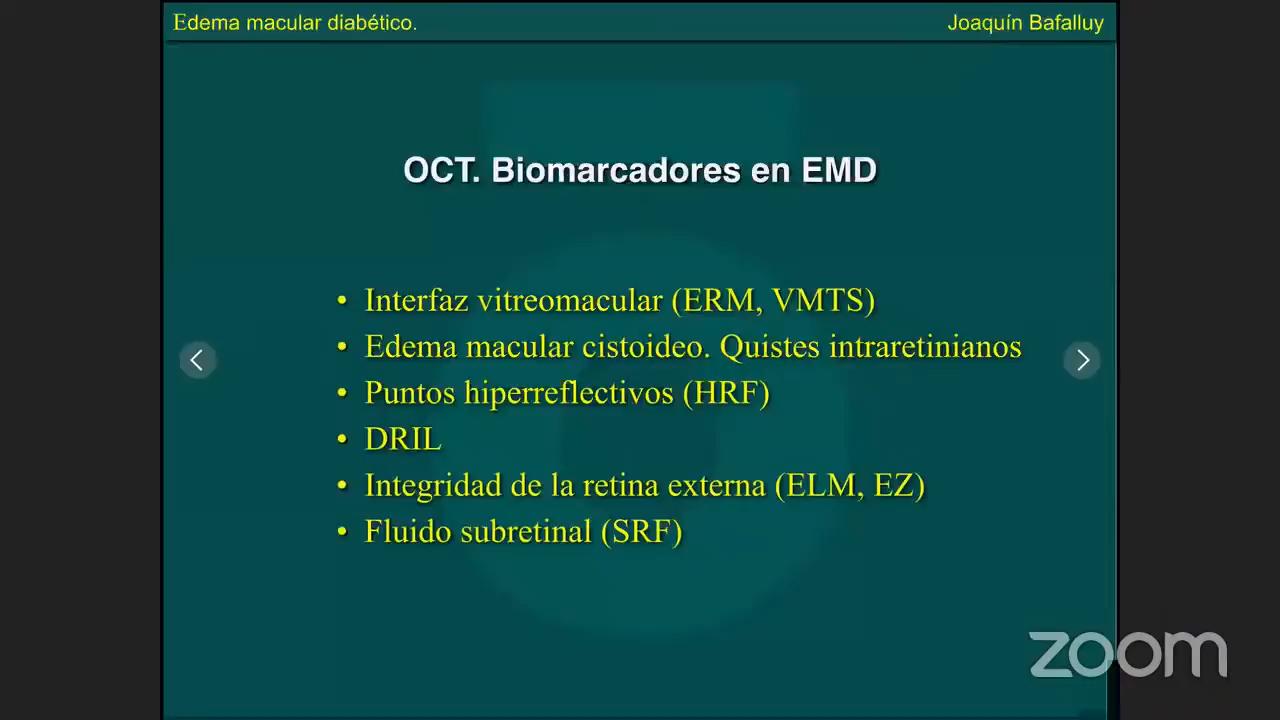 Edema macular diabético.
Joaquín Bafalluy
OCT. Biomarcadores en EMD
• Interfaz vitreomacular (ERM, VMTS)
• Edema macular cistoideo. Quistes intraretinianos
• Puntos hiperreflectivos (HRF)
• DRIL
• Integridad de la retina externa (ELM, EZ)
• Fluido subretinal (SRF)
zoom